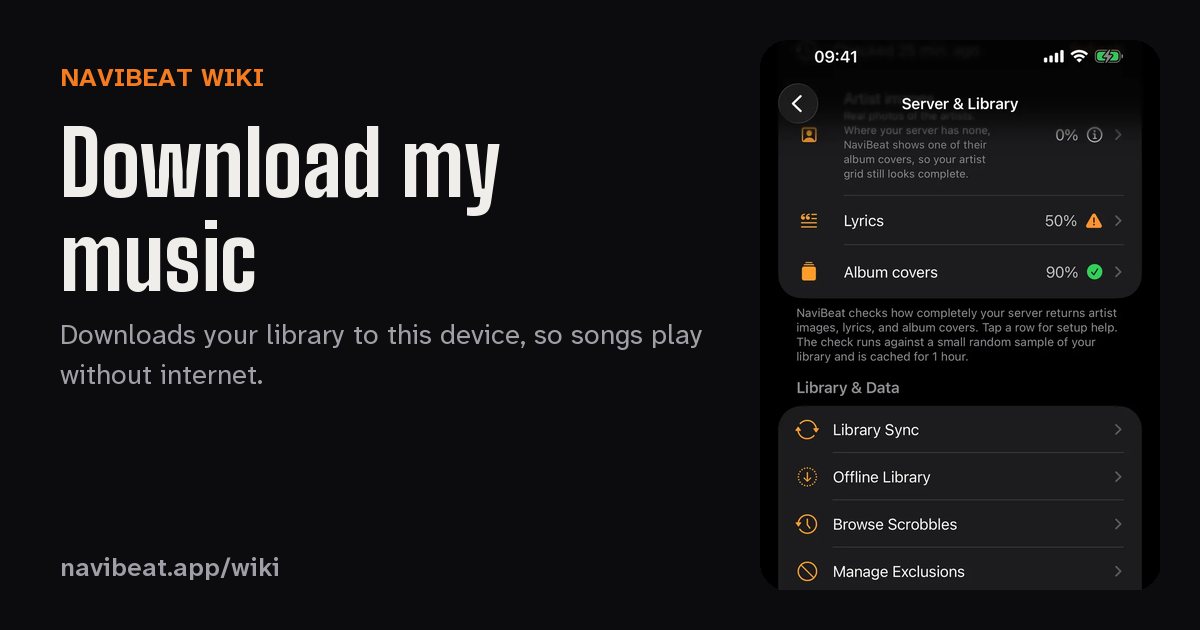 NAVIBEAT WIKI
Download my
music
Downloads your library to this device, so songs play
without internet.
navibeat.app/wiki
09:41
Server & Library
Artist images
Real photos of the artists.
Where your server has none,
NaviBeat shows one of their
album covers, so your artist
grid still looks complete.
0%
Lyrics
50%
Album covers
90%
NaviBeat checks how completely your server returns artist
images, lyrics, and album covers. Tap a row for setup help.
The check runs against a small random sample of your
library and is cached for 1 hour.
Library & Data
Library Sync
Offline Library
Browse Scrobbles
Manage Exclusions